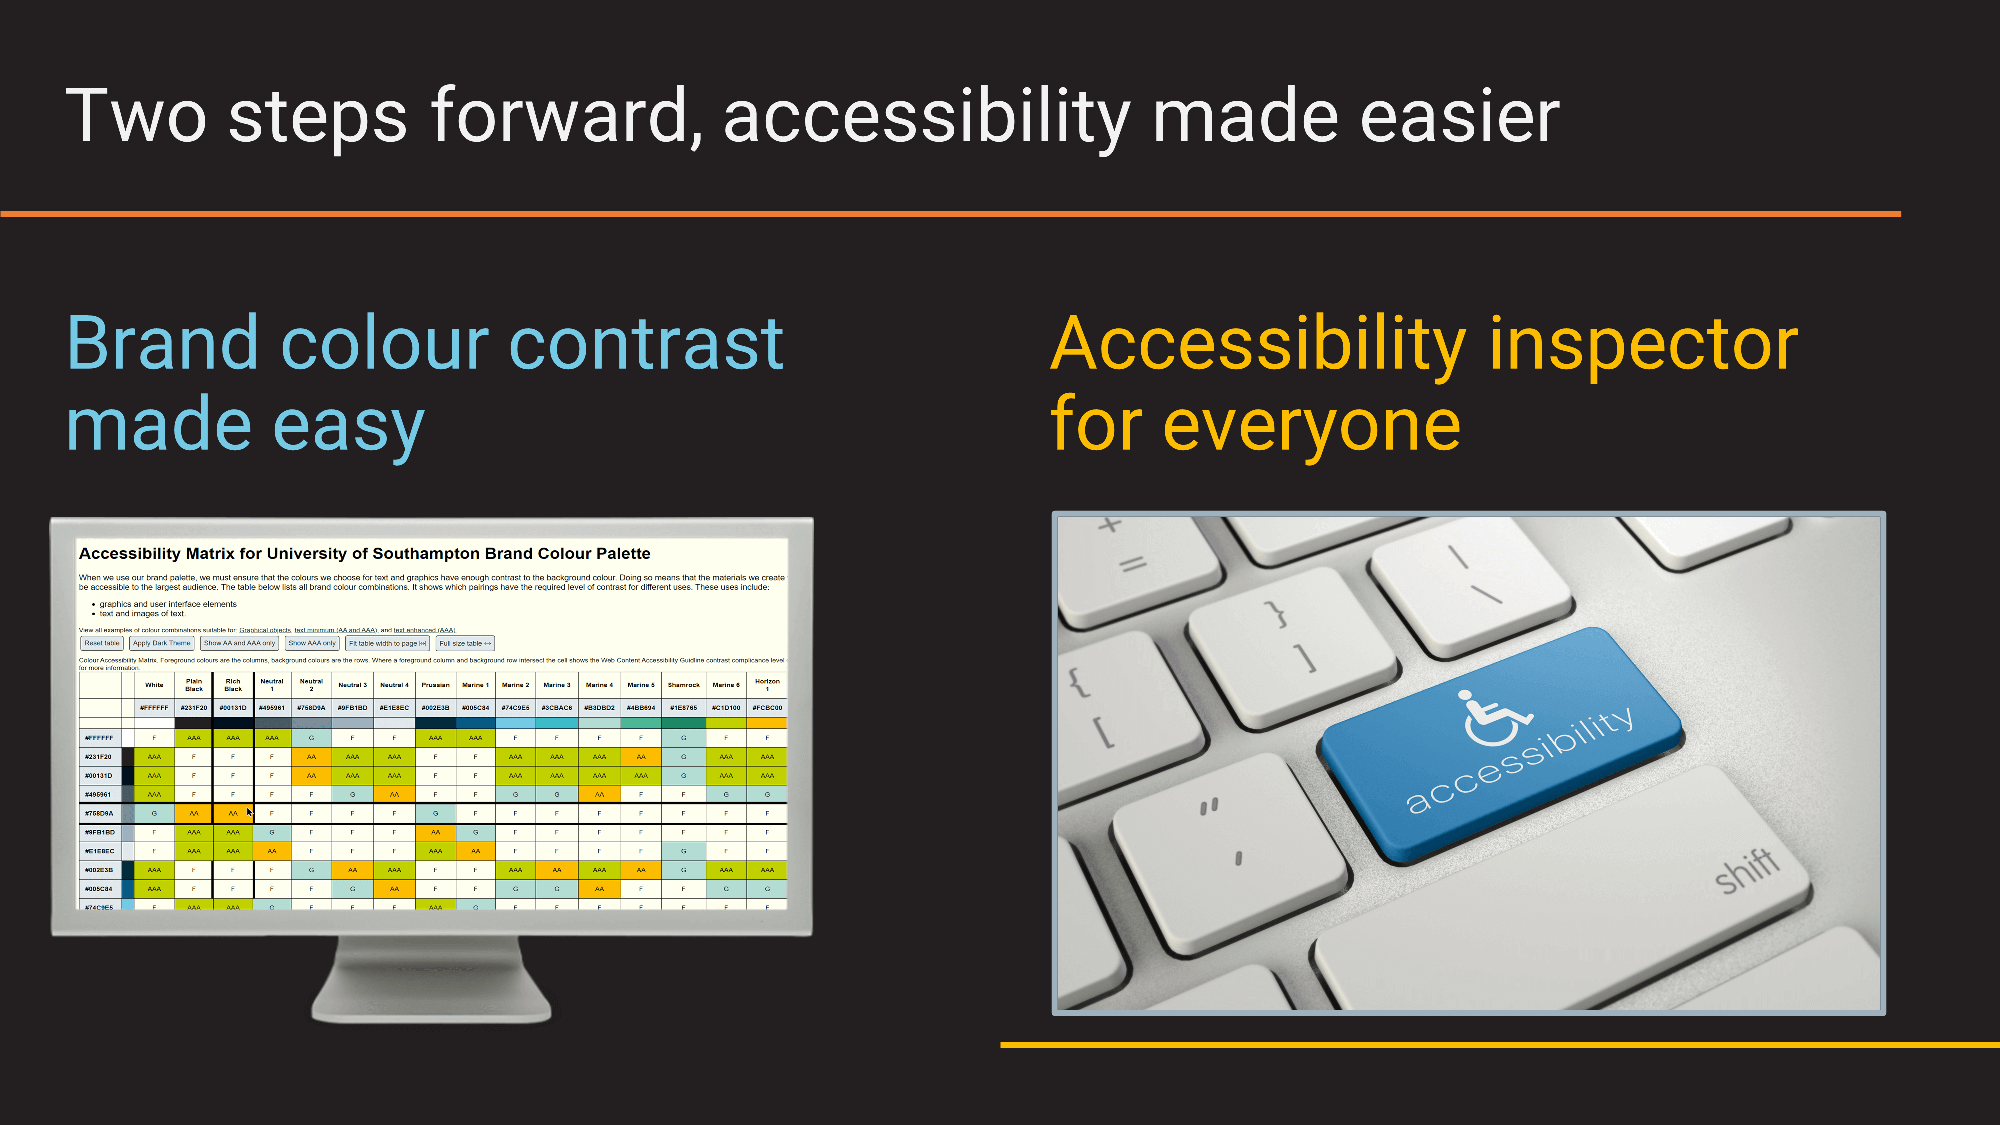 Two steps forward, accessibility made easier
Brand colour contrast
made easy
Accessibility inspector
for everyone
Accessibility Matrix for University of Southampton Brand Colour Palette
When we use our brand palette, we must ensure that the colours we choose for text and graphics have enough contrast to the background colour. Doing so means that the materials we create
be accessible to the largest audience. The table below lists all brand colour combinations. It shows which pairings have the required level of contrast for different uses. These uses include:
• graphics and user interface elements
• text and images of text.
View all examples of colour combinations suitable for: Graphical objects, text minimum (AA and AAA), and text enhanced (AAA).
Reset table Apply Dark Theme Show AA and AAA only Show AAA only Fit table width to page Full size table
Colour Accessibility Matrix. Foreground colours are the columns, background colours are the rows. Where a foreground column and background row intersect the cell shows the Web Content Accessibility Guideline contrast complicance level
for more information.
White Plain Black Rich Black Neutral 1 Neutral 2 Neutral 3 Neutral 4 Prussian Marine 1 Marine 2 Marine 3 Marine 4 Marine 5 Shamrock Marine 6 Horizon 1
#FFFFFF #231F20 #00131D #495961 #758D9A #9FB1BD #E1E8EC #002E3B #005C84 #74C9E5 #3CBAC6 #B3DBD2 #4BB694 #1E8765 #C1D100 #FCBC00
#FFFFFF F AAA AAA AAA G F F AAA AAA F F F F G F F
#231F20 AAA F F F AA AAA AAA F F AAA AAA AAA AA G AAA AAA
#00131D AAA F F F AA AAA AAA F F AAA AAA AAA AAA G AAA AAA
#495961 AAA F F F F G AA F F G G AA F F G G
#758D9A G AA AA F F F F G F F F F F F F F
#9FB1BD F AAA AAA G F F F AA G F F F F F F F
#E1E8EC F AAA AAA AA F F F AAA AA F F F F G F F
#002E3B AAA F F F G AA AAA F F AAA AA AAA AA G AAA AAA
#005C84 AAA F F F F G AA F F G G AA F F G G
#74C9E5 F AAA AAA G F F F AAA G F F F F F F F
+
=
\
}
]
{
[
"
'
accessibility
shift